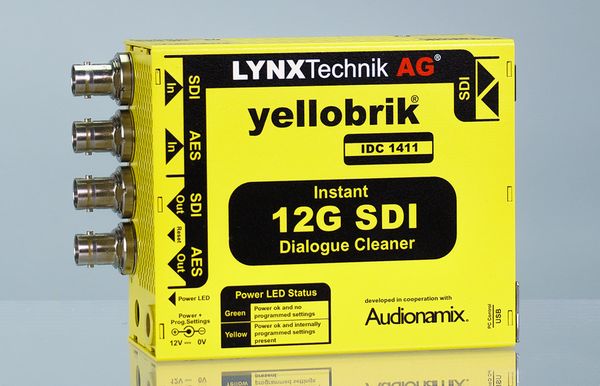 LYNXTechnik AG®
SDI
yellobrik®
IDC 1411
Instant
12G SDI
Dialogue Cleaner
SDI
In
AES
In
SDI
Out
Reset
AES
Out
Power LED
Power +
Prog.Settings
12V 0V
Power LED Status
Green Power ok and no programmed settings
Yellow Power ok and internally programmed settings present
developed in cooperation with
Audionamix®
PC Control
USB